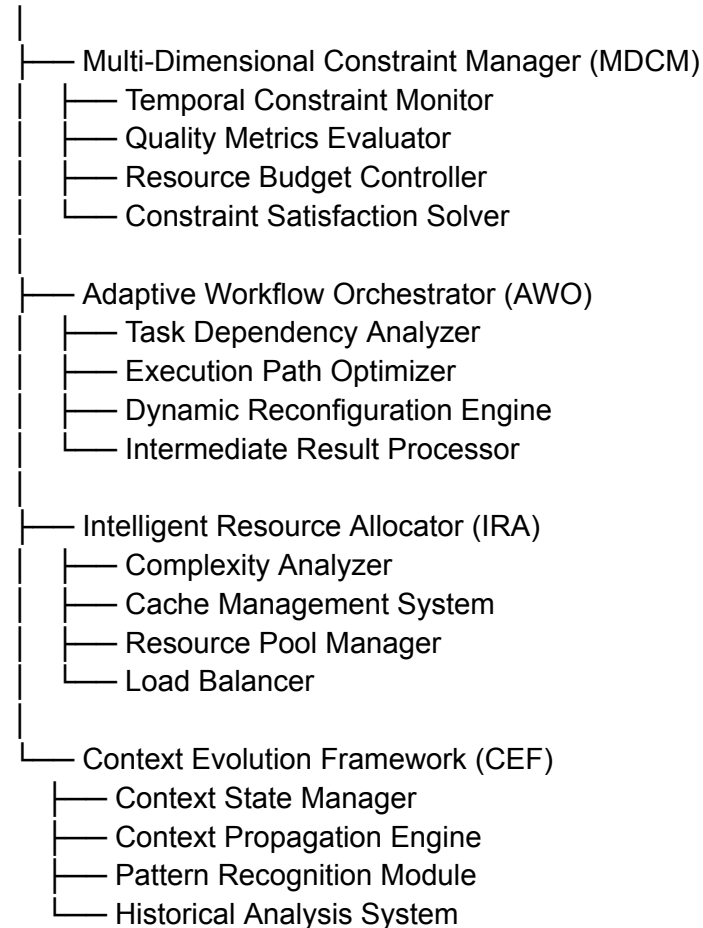 Multi-Dimensional Constraint Manager (MDCM)
Temporal Constraint Monitor
Quality Metrics Evaluator
Resource Budget Controller
Constraint Satisfaction Solver
Adaptive Workflow Orchestrator (AWO)
Task Dependency Analyzer
Execution Path Optimizer
Dynamic Reconfiguration Engine
Intermediate Result Processor
Intelligent Resource Allocator (IRA)
Complexity Analyzer
Cache Management System
Resource Pool Manager
Load Balancer
Context Evolution Framework (CEF)
Context State Manager
Context Propagation Engine
Pattern Recognition Module
Historical Analysis System